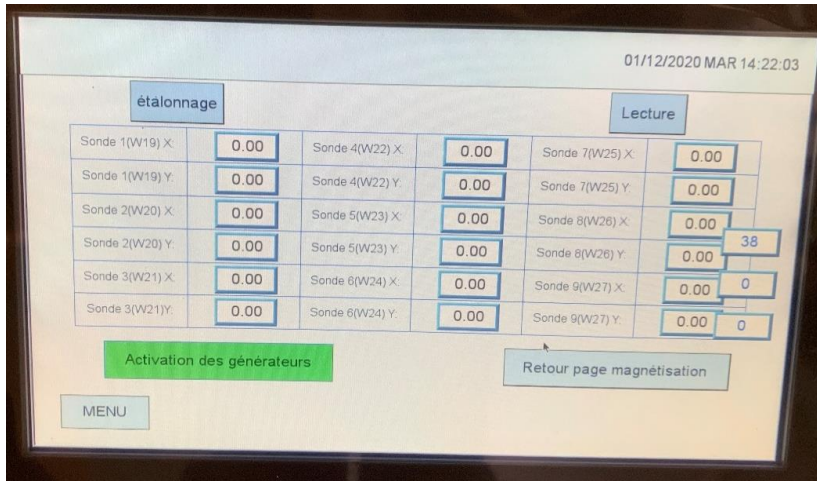 01/12/2020 MAR 14:22:03
étalonnage
Lecture
Sonde 1(W19) X: 0.00 Sonde 4(W22) X: 0.00 Sonde 7(W25) X: 0.00
Sonde 1(W19) Y: 0.00 Sonde 4(W22) Y: 0.00 Sonde 7(W25) Y: 0.00
Sonde 2(W20) X: 0.00 Sonde 5(W23) X: 0.00 Sonde 8(W26) X: 0.00
38
Sonde 2(W20) Y: 0.00 Sonde 5(W23) Y: 0.00 Sonde 8(W26) Y: 0.00
Sonde 3(W21) X: 0.00 Sonde 6(W24) X: 0.00 Sonde 9(W27) X: 0.00 0
Sonde 3(W21)Y: 0.00 Sonde 6(W24) Y: 0.00 Sonde 9(W27) Y: 0.00 0
Activation des générateurs
Retour page magnétisation
MENU